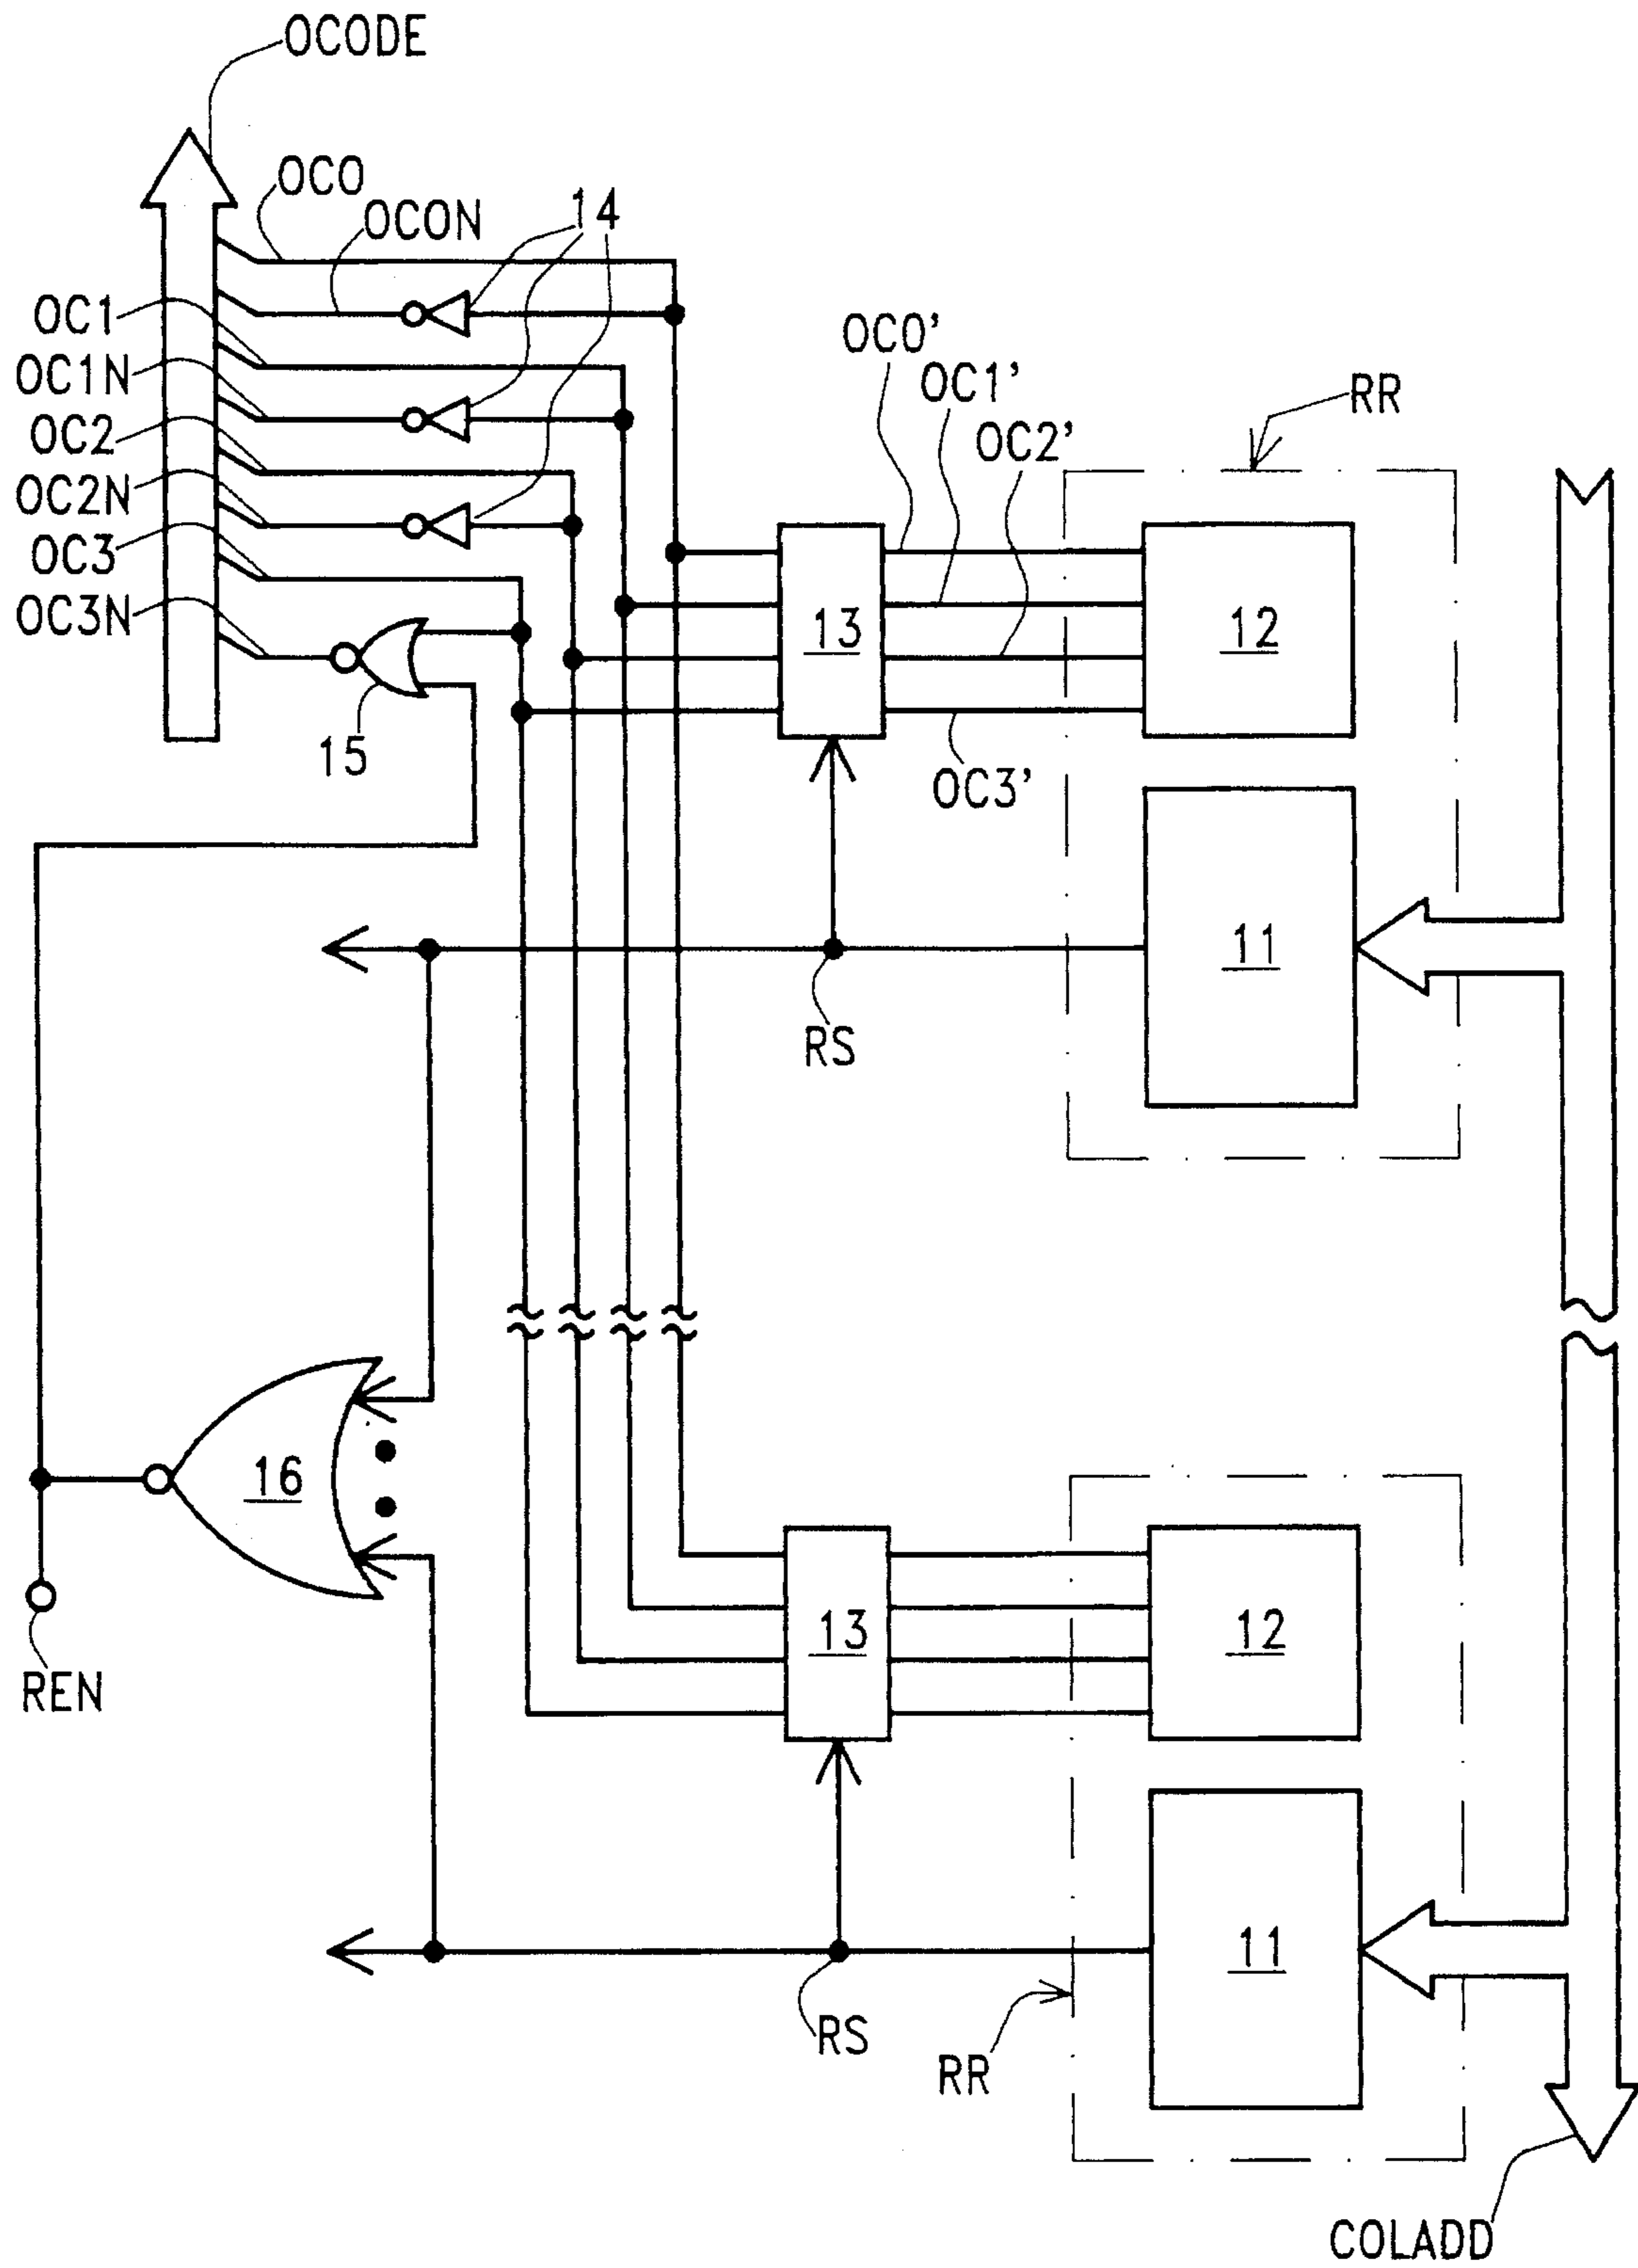 OCODE
OC0
OC0N
14
OC1
OC1N
OC2
OC2N
OC3
OC3N
15
OC0'
OC1'
OC2'
RR
13
12
OC3'
11
RS
16
REN
13
12
11
RS
RR
COLADD